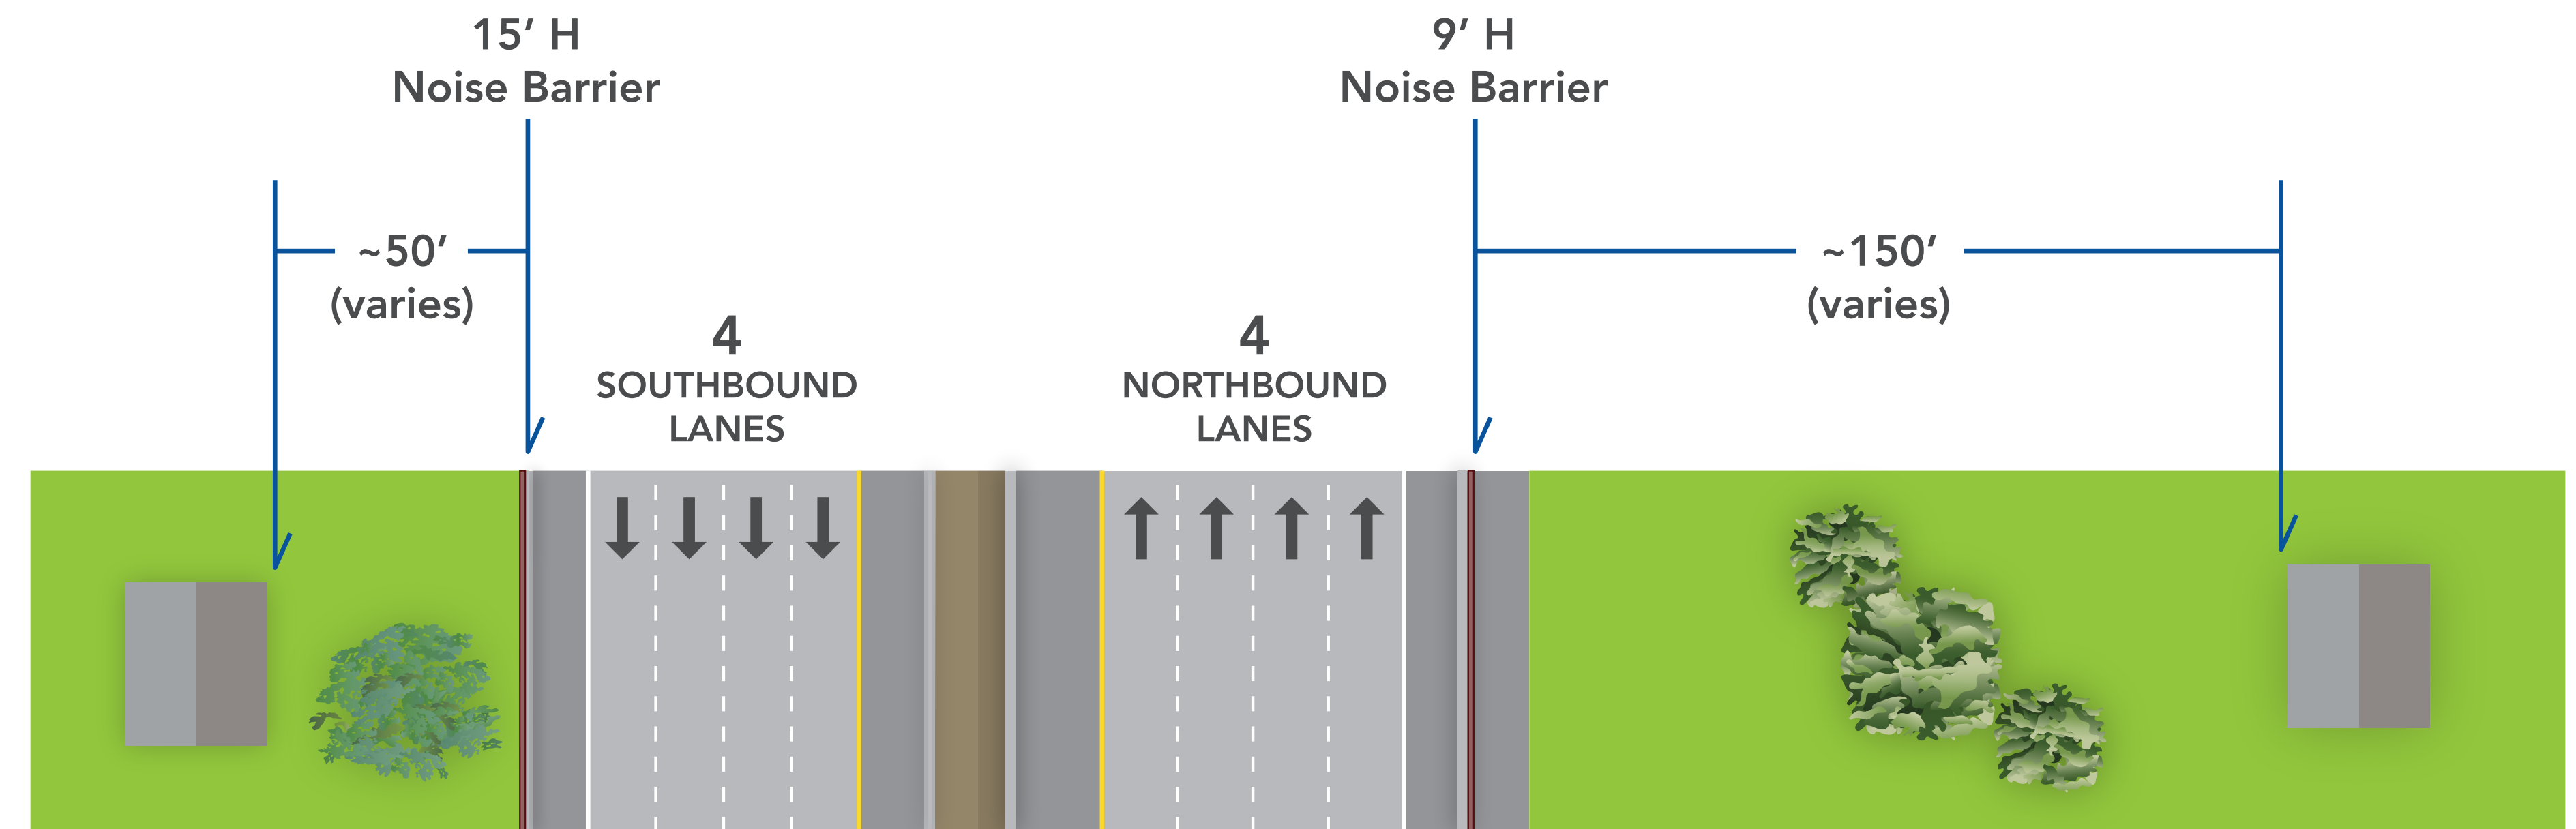 15’ H
Noise Barrier
9’ H
Noise Barrier
~50’
(varies)
~150’
(varies)
4
SOUTHBOUND
LANES
4
NORTHBOUND
LANES